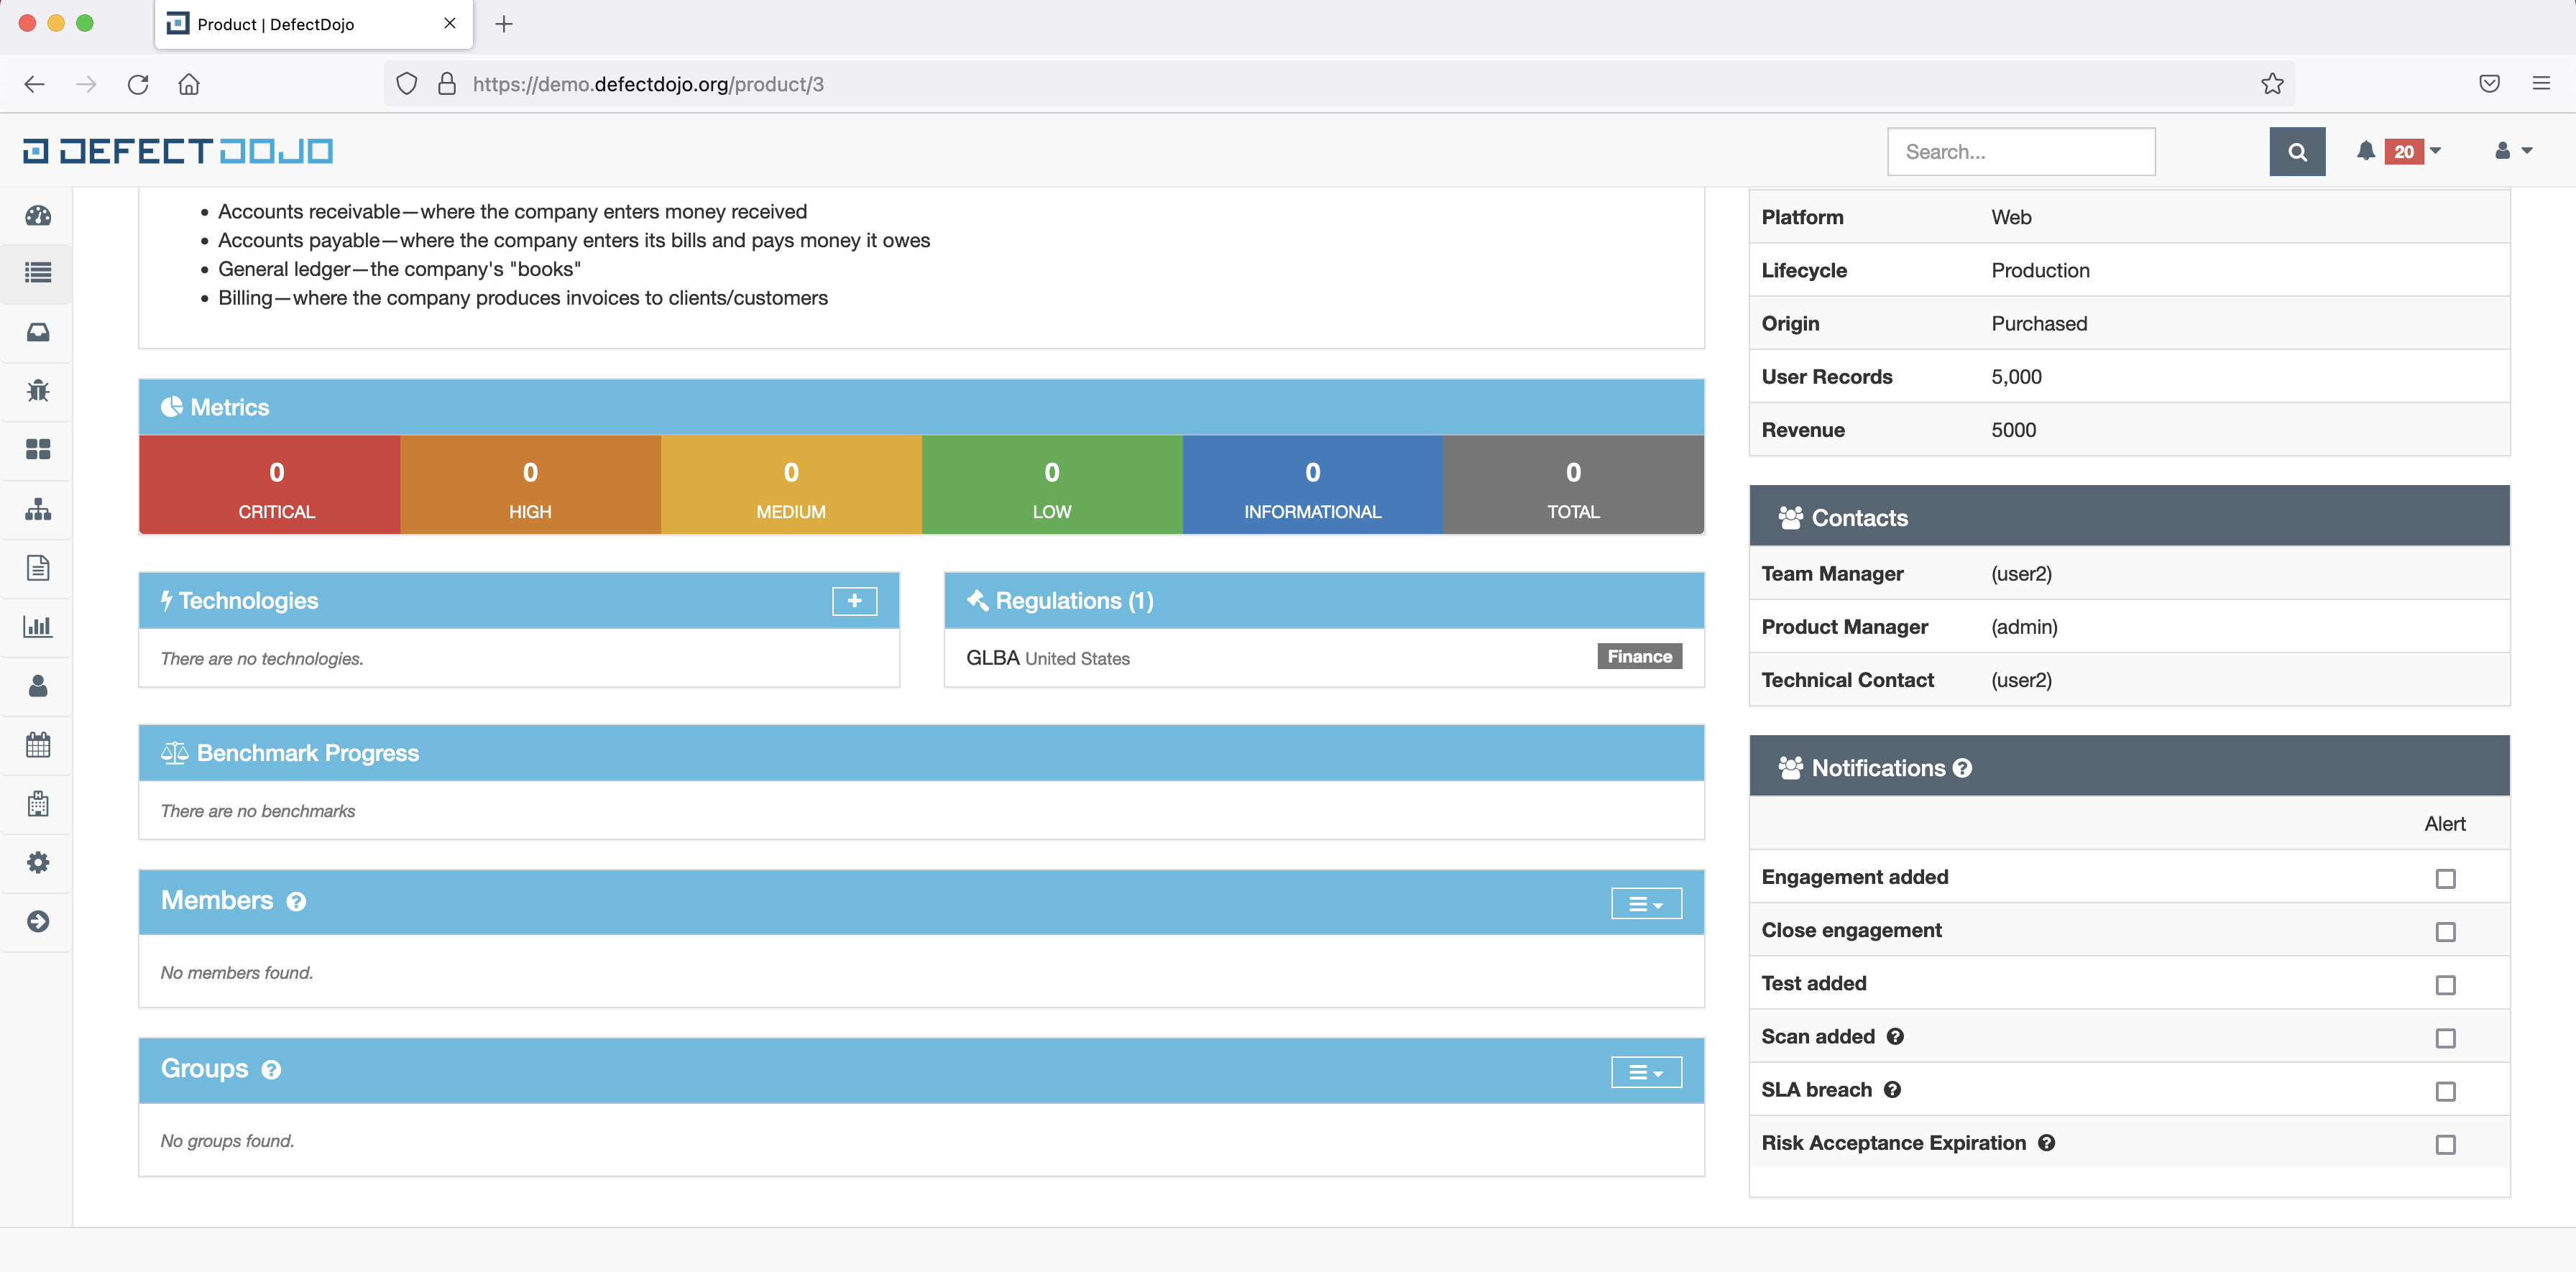 Product | DefectDojo
https://demo.defectdojo.org/product/3
DEFECTDOJO
Search...
20
• Accounts receivable—where the company enters money received
• Accounts payable—where the company enters its bills and pays money it owes
• General ledger—the company's "books"
• Billing—where the company produces invoices to clients/customers
Metrics
0 0 0 0 0 0
CRITICAL HIGH MEDIUM LOW INFORMATIONAL TOTAL
Technologies
There are no technologies.
Regulations (1)
GLBA United States Finance
Benchmark Progress
There are no benchmarks
Members
No members found.
Groups
No groups found.
Platform Web
Lifecycle Production
Origin Purchased
User Records 5,000
Revenue 5000
Contacts
Team Manager (user2)
Product Manager (admin)
Technical Contact (user2)
Notifications
Alert
Engagement added
Close engagement
Test added
Scan added
SLA breach
Risk Acceptance Expiration